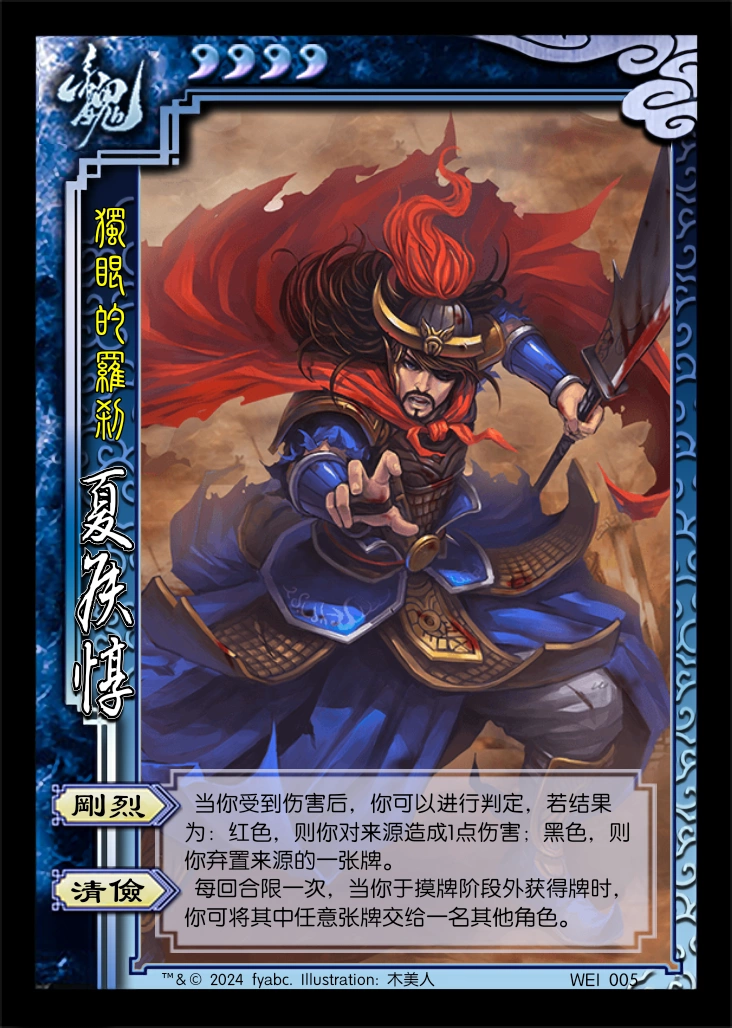 魏
獨眼的羅刹
夏侯惇
剛烈
当你受到伤害后，你可以进行判定，若结果
为：红色，则你对来源造成1点伤害；黑色，则
你弃置来源的一张牌。
清儉
每回合限一次，当你于摸牌阶段外获得牌时，
你可将其中任意张牌交给一名其他角色。
™&© 2024 fyabc. Illustration: 木美人
WEI 005